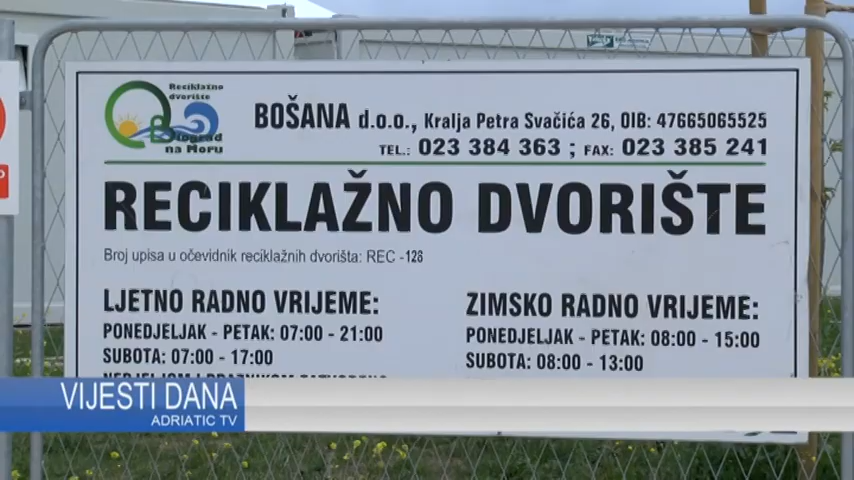 Reciklažno
dvorište
Biograd
na Moru
BOŠANA d.o.o., Kralja Petra Svačića 26, OIB: 47665065525
TEL.: 023 384 363 ; FAX: 023 385 241
RECIKLAŽNO DVORIŠTE
Broj upisa u očevidnik reciklažnih dvorišta: REC -128
LJETNO RADNO VRIJEME:
PONEDJELJAK - PETAK: 07:00 - 21:00
SUBOTA: 07:00 - 17:00
ZIMSKO RADNO VRIJEME:
PONEDJELJAK - PETAK: 08:00 - 15:00
SUBOTA: 08:00 - 13:00
VIJESTI DANA
ADRIATIC TV